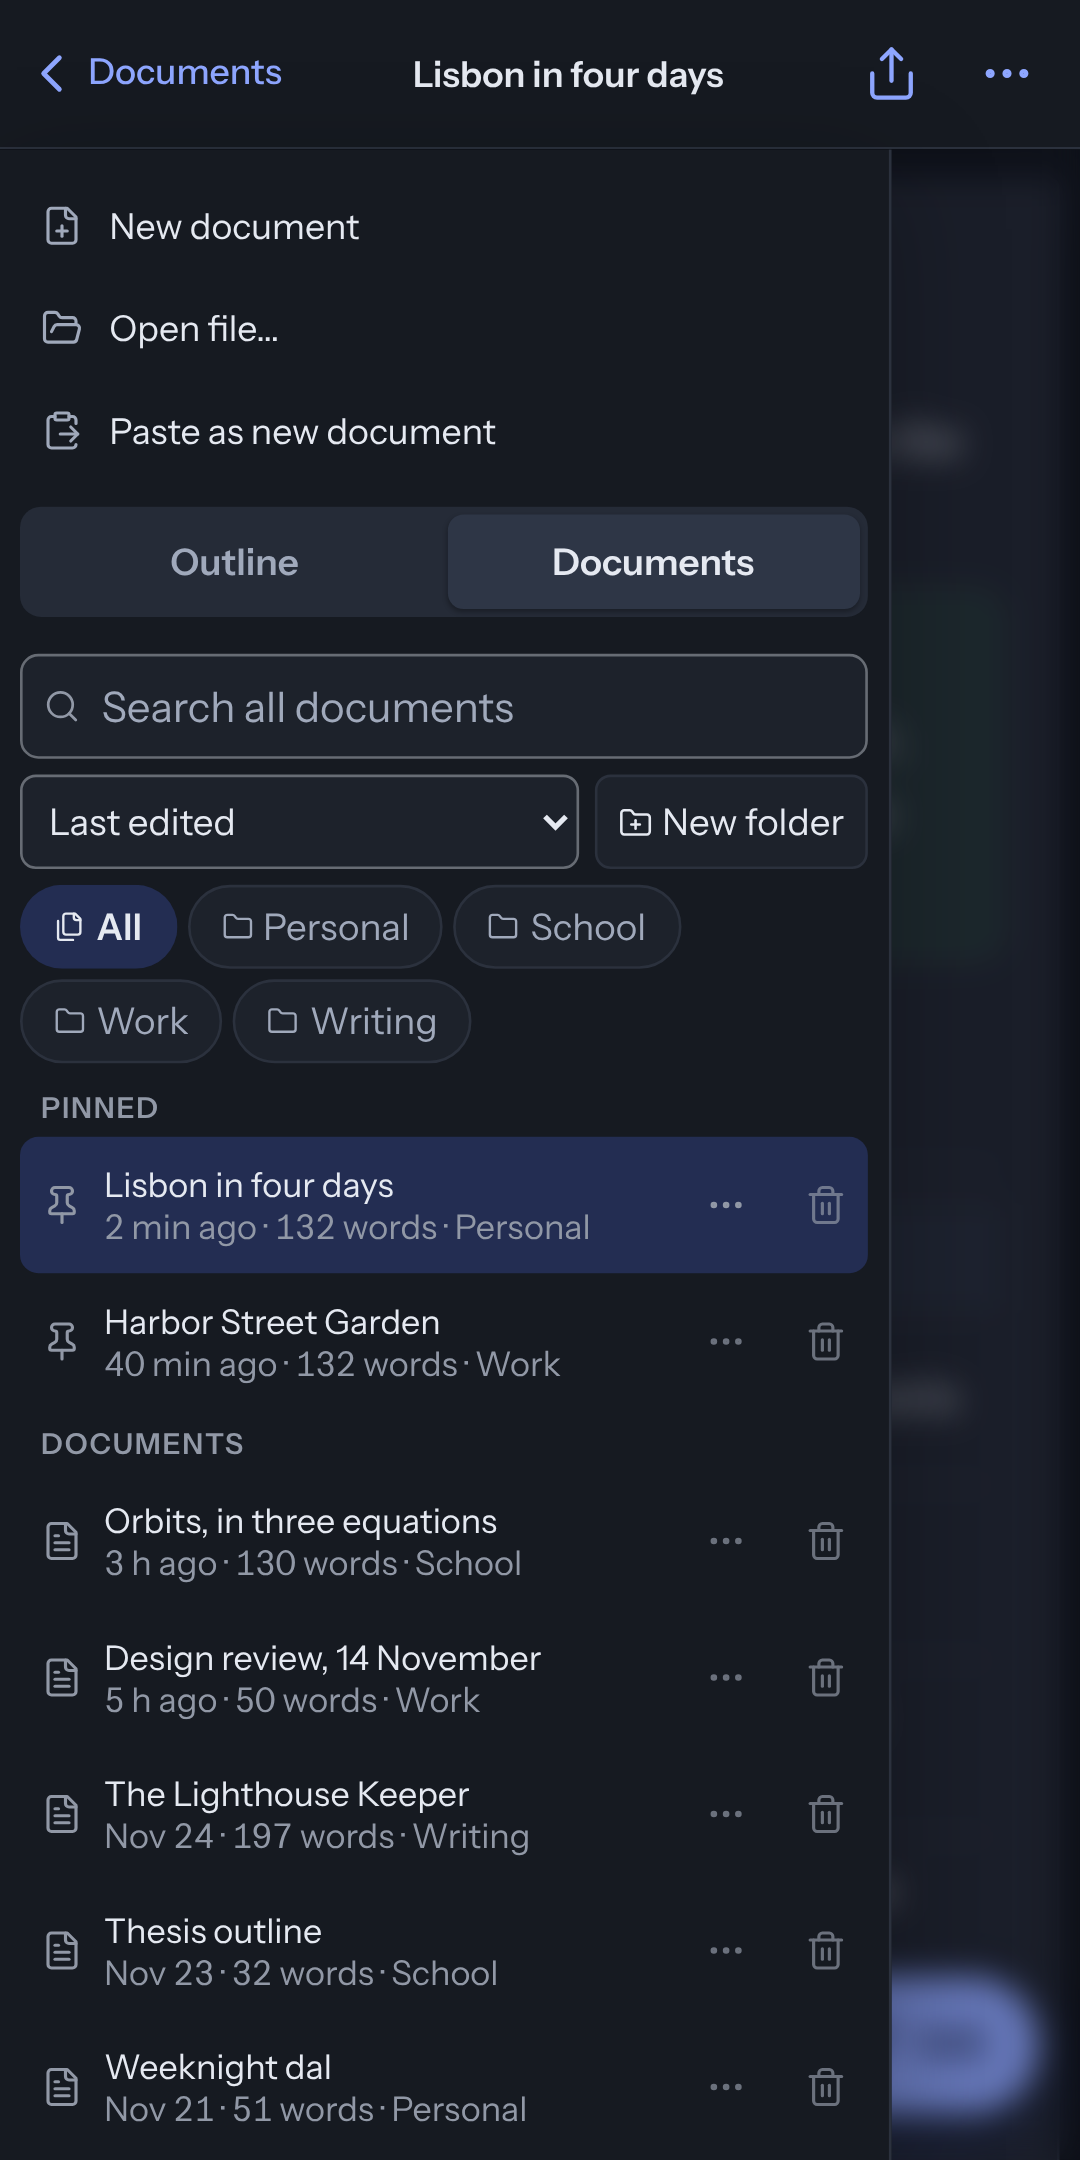 Documents
Lisbon in four days
New document
Open file...
Paste as new document
Outline
Documents
Search all documents
Last edited
New folder
All
Personal
School
Work
Writing
PINNED
Lisbon in four days
2 min ago · 132 words · Personal
Harbor Street Garden
40 min ago · 132 words · Work
DOCUMENTS
Orbits, in three equations
3 h ago · 130 words · School
Design review, 14 November
5 h ago · 50 words · Work
The Lighthouse Keeper
Nov 24 · 197 words · Writing
Thesis outline
Nov 23 · 32 words · School
Weeknight dal
Nov 21 · 51 words · Personal